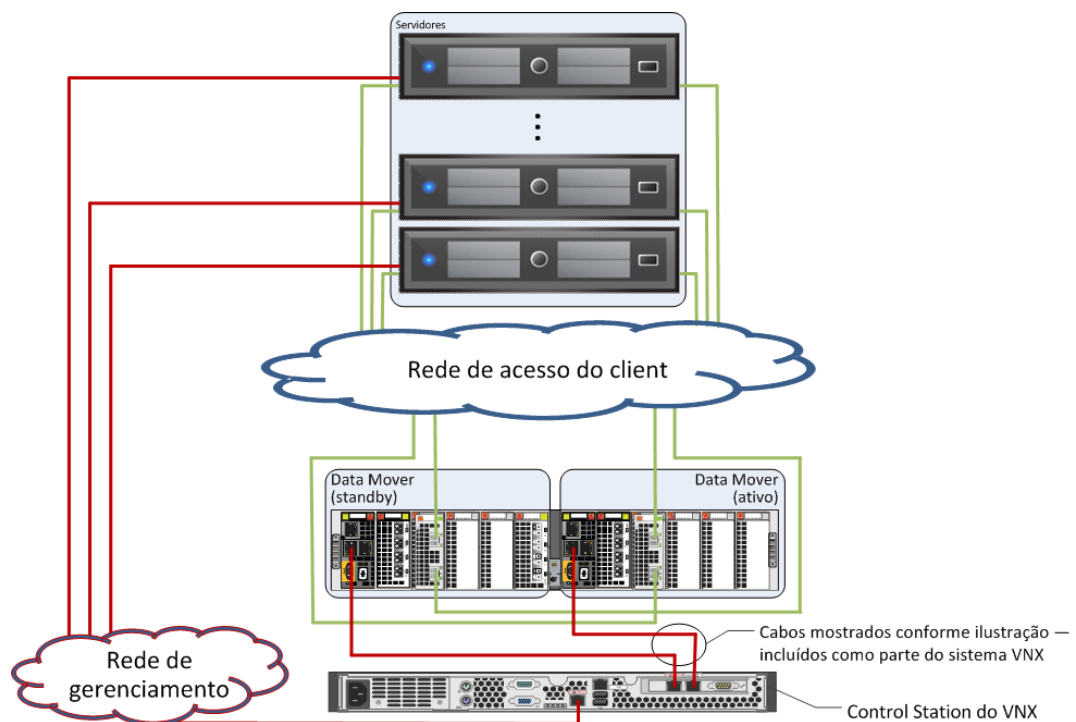 Servidores
Rede de acesso do client
Data Mover
(standby)
Data Mover
(ativo)
Cabos mostrados conforme ilustração —
incluídos como parte do sistema VNX
Rede de
gerenciamento
Control Station do VNX